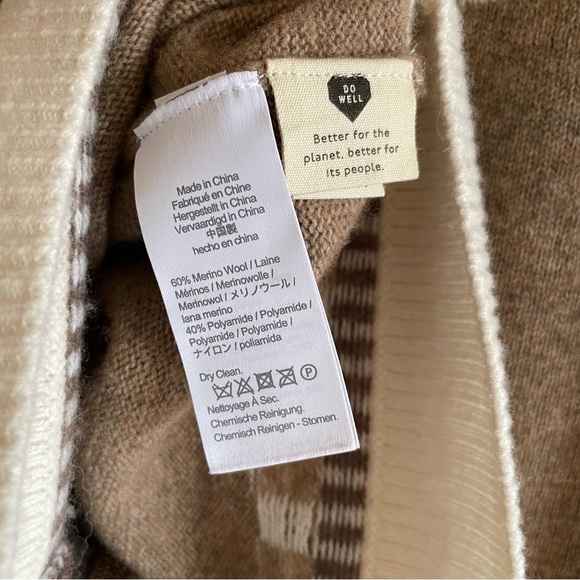 DO
WELL
Better for the
planet, better for
its people.
Made in China
Fabriqué en Chine
Hergestellt in China
Vervaardigd in China
中国製
hecho en china
60% Merino Wool / Laine
Mérinos / Merinowolle /
Merinowol / メリノウール /
lana merino
40% Polyamide / Polyamide /
Polyamide / Polyamide /
ナイロン / poliamida
Dry Clean.
P
Nettoyage À Sec.
Chemische Reinigung.
Chemisch Reinigen - Stomen.